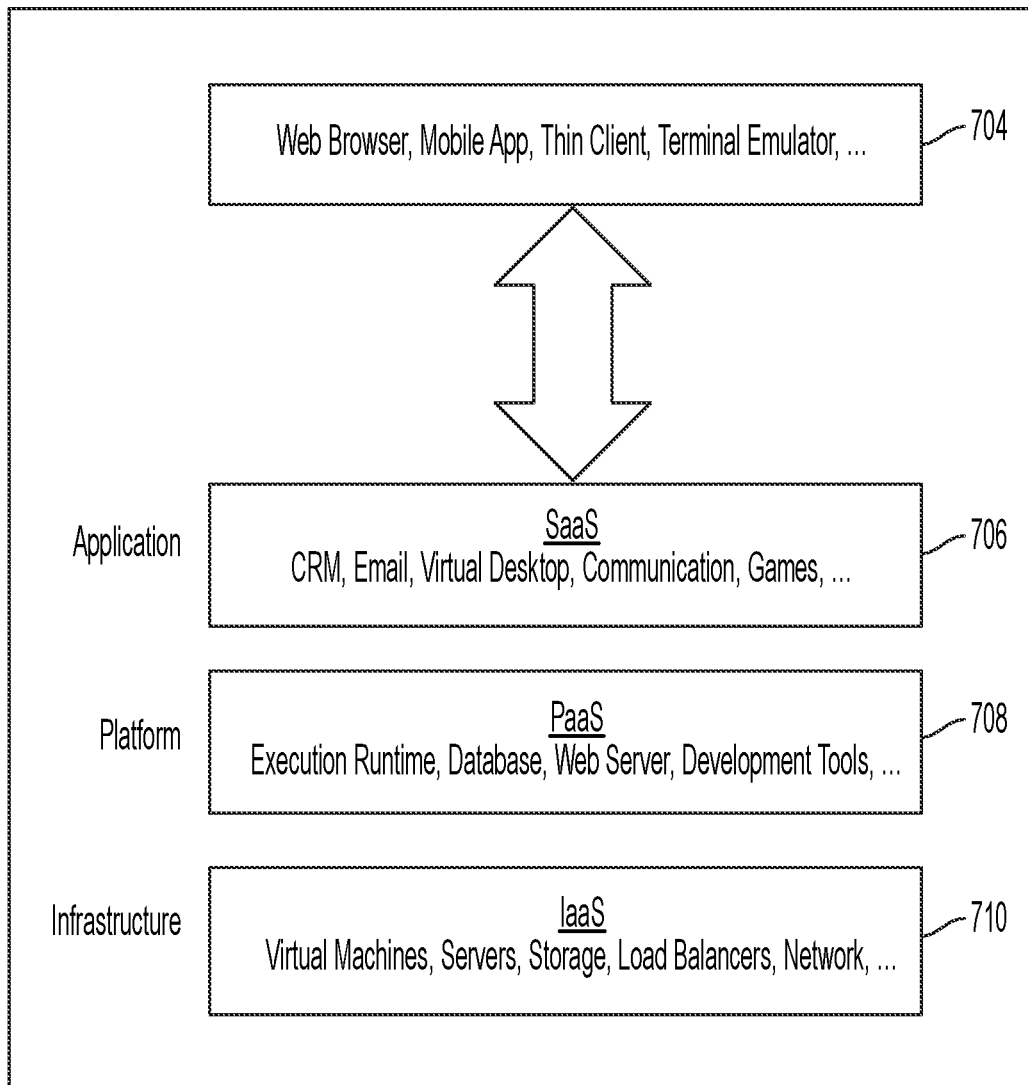 Web Browser, Mobile App, Thin Client, Terminal Emulator, ...
704
Application
SaaS
CRM, Email, Virtual Desktop, Communication, Games, ...
706
Platform
PaaS
Execution Runtime, Database, Web Server, Development Tools, ...
708
Infrastructure
IaaS
Virtual Machines, Servers, Storage, Load Balancers, Network, ...
710